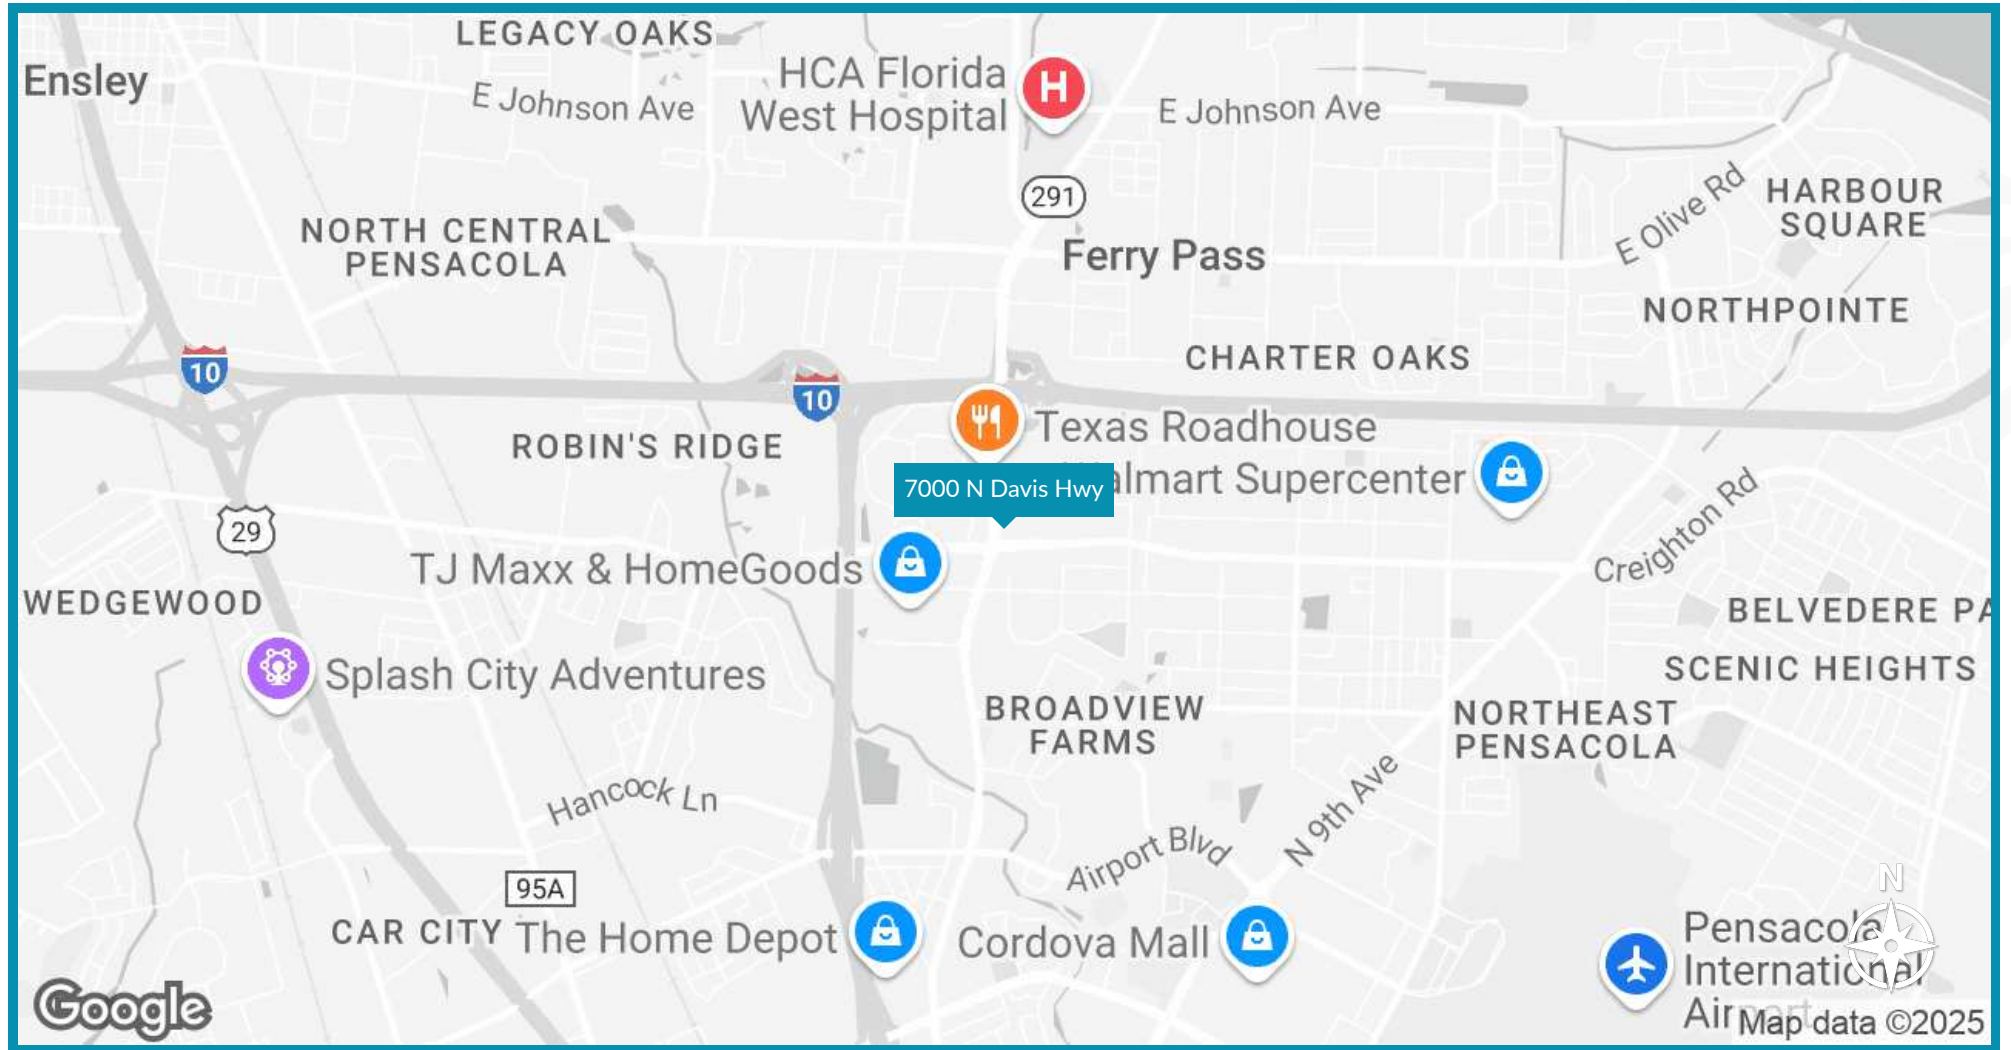 LEGACY OAKS
Ensley
HCA Florida
West Hospital
H
E Johnson Ave
E Johnson Ave
291
E Olive Rd
HARBOUR
SQUARE
NORTH CENTRAL
PENSACOLA
Ferry Pass
NORTHPOINTE
CHARTER OAKS
10
10
Texas Roadhouse
ROBIN'S RIDGE
Walmart Supercenter
7000 N Davis Hwy
29
Creighton Rd
TJ Maxx & HomeGoods
WEDGEWOOD
BELVEDERE PA
Splash City Adventures
SCENIC HEIGHTS
BROADVIEW
FARMS
NORTHEAST
PENSACOLA
Hancock Ln
N 9th Ave
Airport Blvd
95A
CAR CITY
The Home Depot
Cordova Mall
N
Pensacola
International
Airport
Google
Map data ©2025